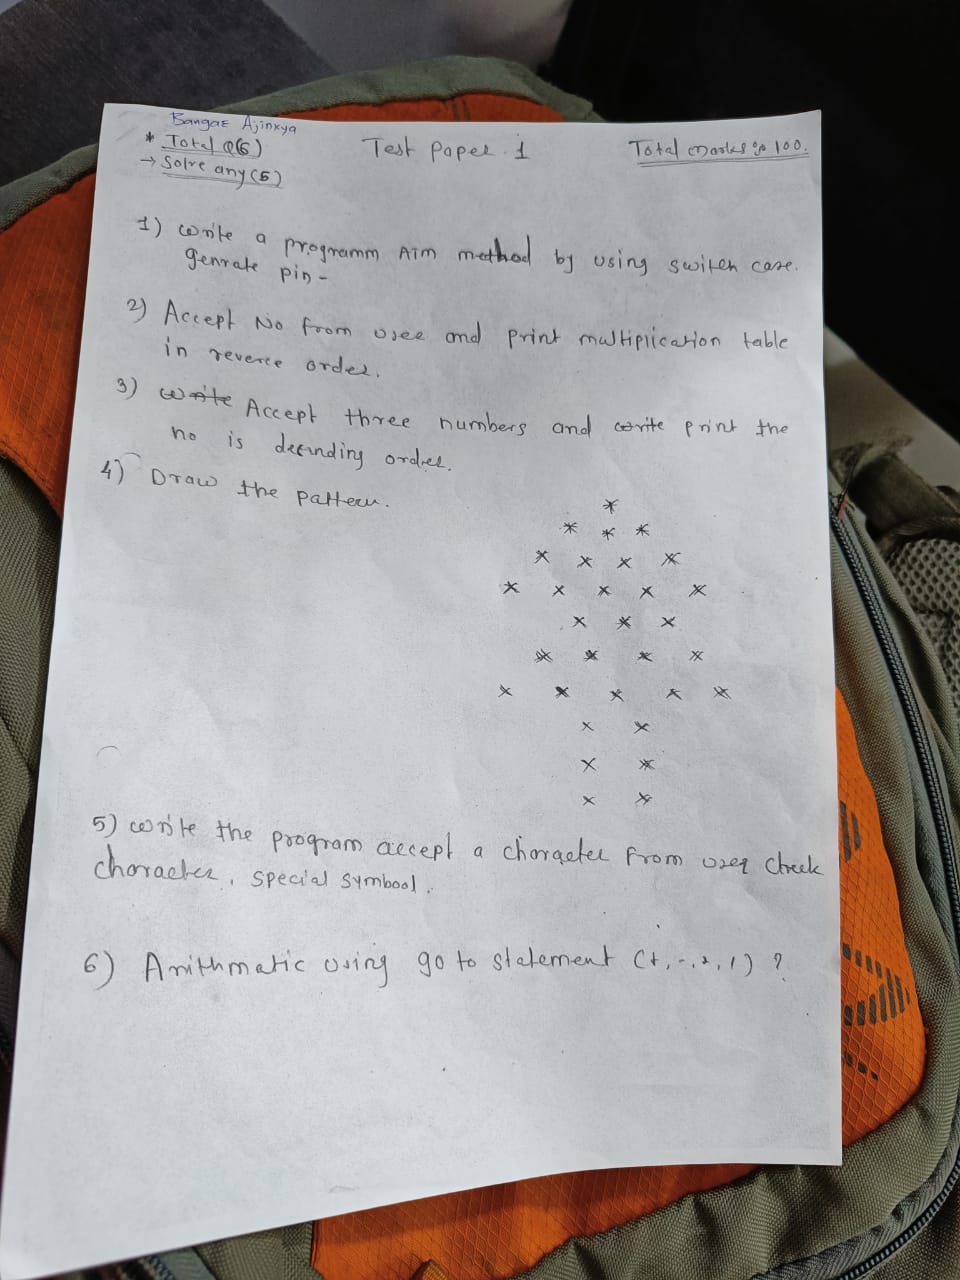 Bangar Ajinkya
* Total Q(6)
→ Solve any (5)
Test Paper. 1
Total marks go 100.
1) write a programm ATM method by using switch case.
genrate pin-
2) Accept No from user and print multiplication table
in reverse order.
3) write Accept three numbers and write print the
no is decending order.
4) Draw the pattern.
*
* * *
* * * *
* * * * *
* * *
* * * *
* * * * *
* *
* *
* *
5) write the program accept a character from user check
character, special symbool.
6) Arithmatic using go to statement (+, -, *, /) ?